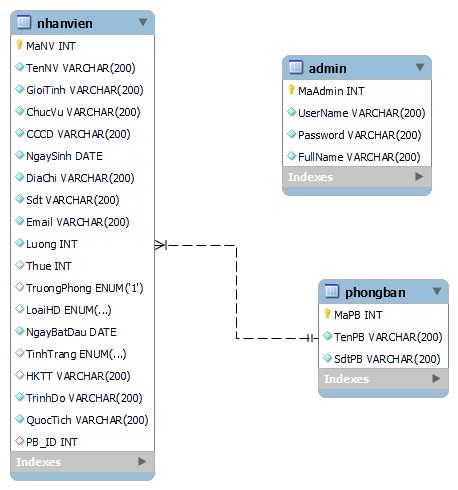 nhanvien
MaNV INT
TenNV VARCHAR(200)
GioiTinh VARCHAR(200)
ChucVu VARCHAR(200)
CCCD VARCHAR(200)
NgaySinh DATE
DiaChi VARCHAR(200)
Sdt VARCHAR(200)
Email VARCHAR(200)
Luong INT
Thue INT
TruongPhong ENUM('1')
LoaiHD ENUM(...)
NgayBatDau DATE
TinhTrang ENUM(...)
HKTT VARCHAR(200)
TrinhDo VARCHAR(200)
QuocTich VARCHAR(200)
PB_ID INT
Indexes
admin
MaAdmin INT
UserName VARCHAR(200)
Password VARCHAR(200)
FullName VARCHAR(200)
Indexes
phongban
MaPB INT
TenPB VARCHAR(200)
SdtPB VARCHAR(200)
Indexes